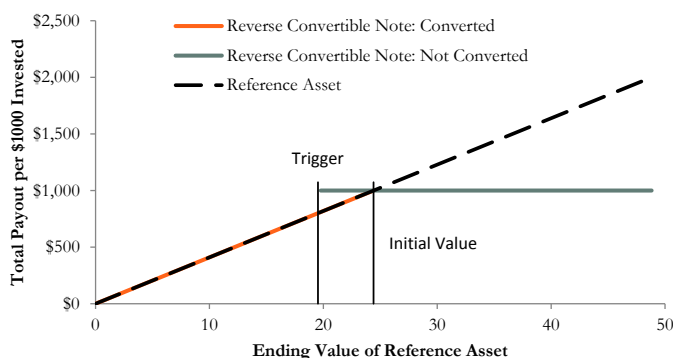 $2,500
Reverse Convertible Note: Converted
Reverse Convertible Note: Not Converted
Reference Asset
$2,000
$1,500
Trigger
$1,000
Initial Value
$500
$0
0 10 20 30 40 50
Total Payout per $1000 Invested
Ending Value of Reference Asset